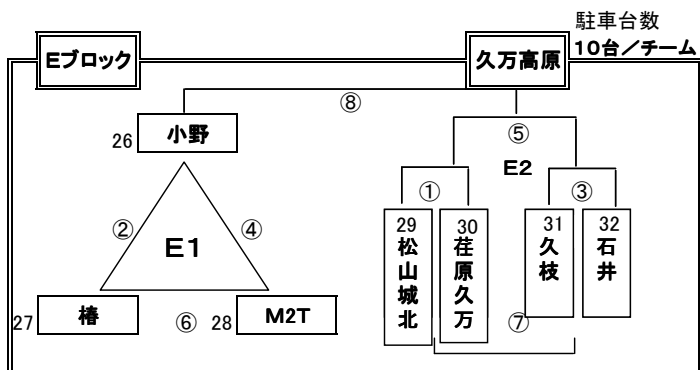 駐車台数
Eブロック
久万高原
10台／チーム
⑧
26
小野
⑤
E2
②
④
E1
①
③
29
松山城北
30
荏原久万
31
久枝
32
石井
27
椿
⑥
28
M2T
⑦